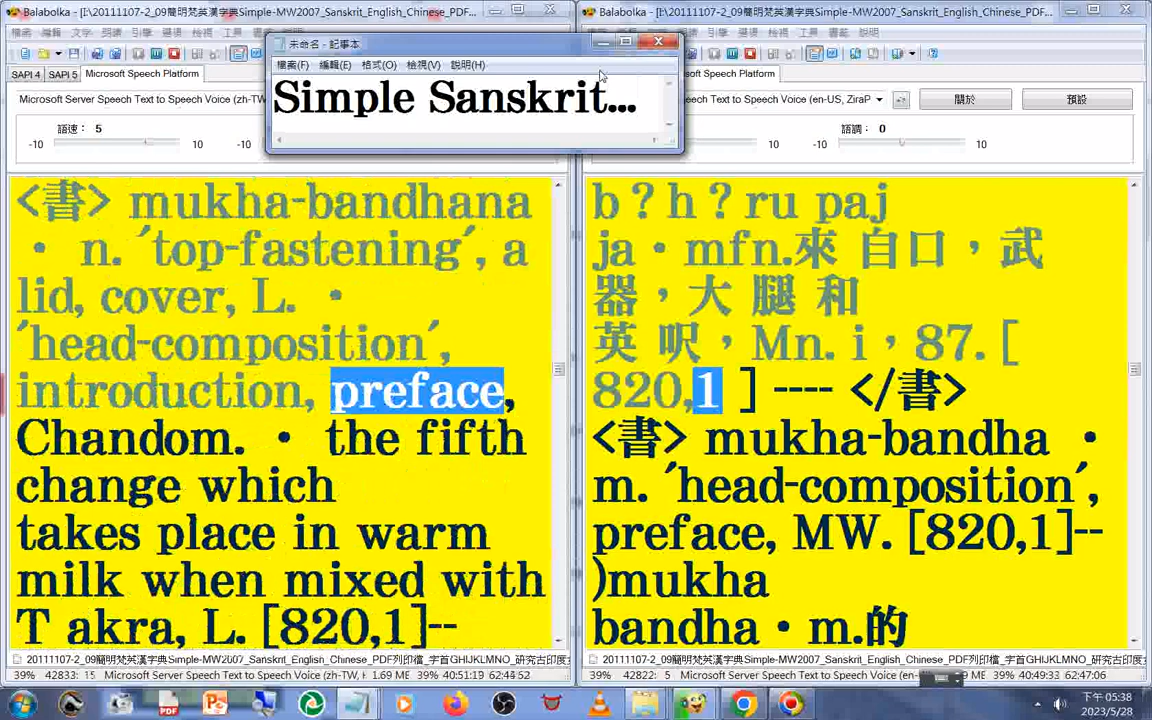 Balabolka - [I:\20111107-2_09簡明梵英漢字典Simple-MW2007_Sanskrit_English_Chinese_PDF...
Balabolka - [I:\20111107-2_09簡明梵英漢字典Simple-MW2007_Sanskrit_English_Chinese_PDF...
未命名 - 記事本
檔案(F) 編輯(E) 格式(O) 檢視(V) 說明(H)
Simple Sanskrit...
SAPI 4 SAPI 5 Microsoft Speech Platform
Speech Platform
Microsoft Server Speech Text to Speech Voice (zh-TW
eech Text to Speech Voice (en-US, ZiraP
關於
預設
語速： 5
語調： 0
-10 10 -10
10 -10 10
<書> mukha-bandhana
• n. 'top-fastening', a
lid, cover, L. •
'head-composition',
introduction, preface,
Chandom. • the fifth
change which
takes place in warm
milk when mixed with
T akra, L. [820,1]--
b？h？ru paj
ja•mfn.來 自口，武
器，大 腿 和
英 呎，Mn. i，87. [
820,1 ] ---- </書>
<書> mukha-bandha •
m. 'head-composition',
preface, MW. [820,1]--
)mukha
bandha•m.的
20111107-2_09簡明梵英漢字典Simple-MW2007_Sanskrit_English_Chinese_PDF列印檔_字首GHIJKLMNO_研究古印度
20111107-2_09簡明梵英漢字典Simple-MW2007_Sanskrit_English_Chinese_PDF列印檔_字首GHIJKLMNO_研究古印度
42833: 15 Microsoft Server Speech Text to Speech Voice (zh-TW, 1.69 ME 39% 40:51:19 62:44:52
42822: 5 Microsoft Server Speech Text to Speech Voice (en-US, Zi ME 39% 40:49:33 62:47:06
下午 05:38
2023/5/28